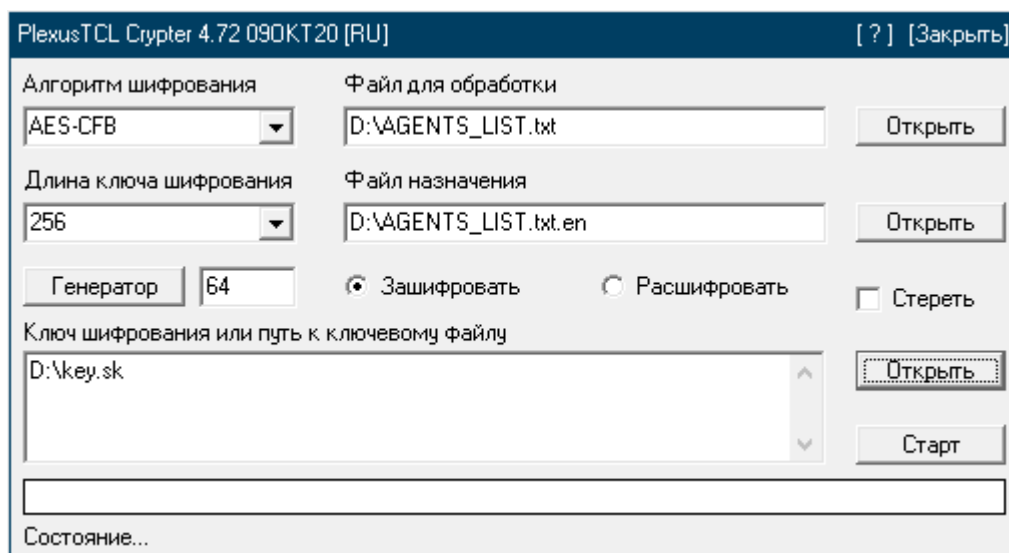 PlexusTCL Crypter 4.72 09OKT20 [RU] [ ? ] [Закрыть]
Алгоритм шифрования Файл для обработки
AES-CFB D:\AGENTS_LIST.txt Открыть
Длина ключа шифрования Файл назначения
256 D:\AGENTS_LIST.txt.en Открыть
Генератор 64 Зашифровать Расшифровать Стереть
Ключ шифрования или путь к ключевому файлу
D:\key.sk Открыть
Старт
Состояние...